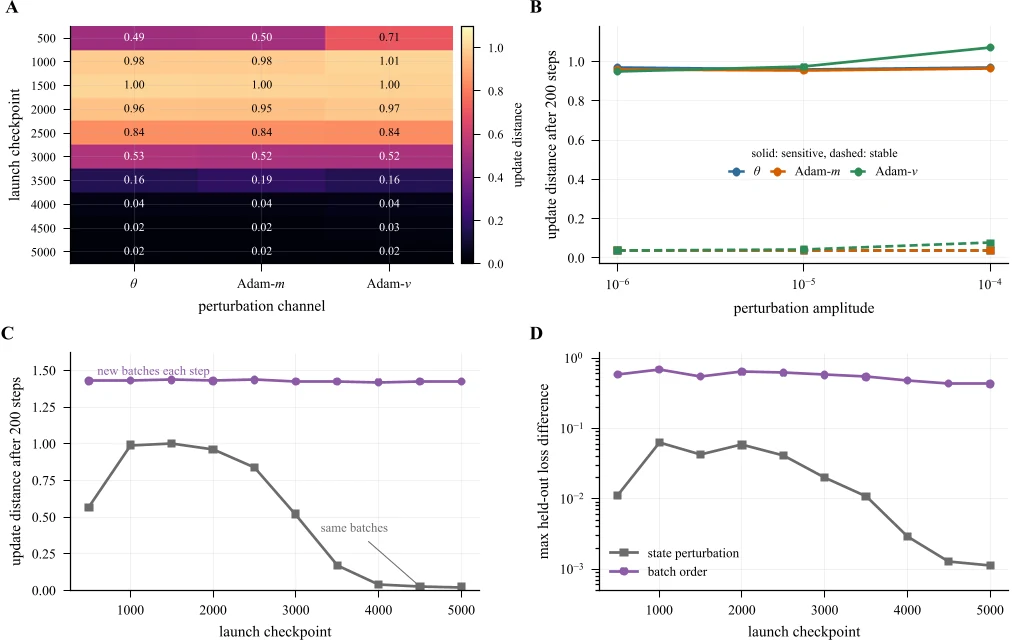 A
500 0.49 0.50 0.71
1000 0.98 0.98 1.01
1500 1.00 1.00 1.00
2000 0.96 0.95 0.97
2500 0.84 0.84 0.84
3000 0.53 0.52 0.52
3500 0.16 0.19 0.16
4000 0.04 0.04 0.04
4500 0.02 0.02 0.03
5000 0.02 0.02 0.02
launch checkpoint
θ Adam-m Adam-v
perturbation channel
1.0
0.8
0.6
0.4
0.2
0.0
update distance
B
1.0
0.8
0.6
0.4
0.2
0.0
update distance after 200 steps
solid: sensitive, dashed: stable
θ Adam-m Adam-v
10⁻⁶ 10⁻⁵ 10⁻⁴
perturbation amplitude
C
1.50
1.25
1.00
0.75
0.50
0.25
0.00
update distance after 200 steps
new batches each step
same batches
1000 2000 3000 4000 5000
launch checkpoint
D
10⁰
10⁻¹
10⁻²
10⁻³
max held-out loss difference
state perturbation
batch order
1000 2000 3000 4000 5000
launch checkpoint